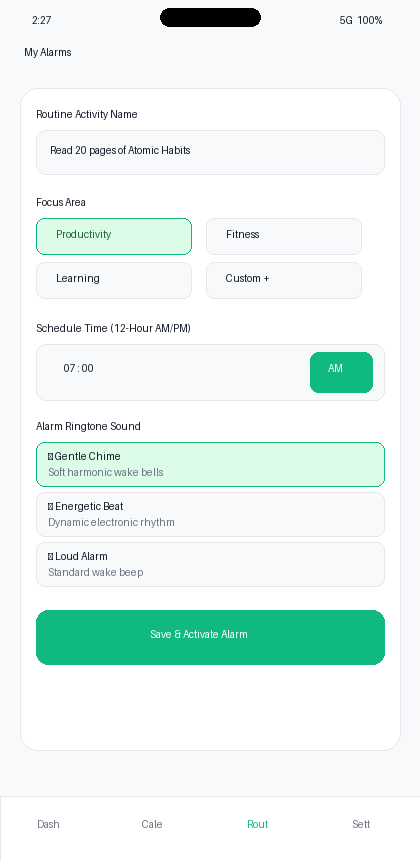 2:27 5G 100%
My Alarms
Routine Activity Name
Read 20 pages of Atomic Habits
Focus Area
Productivity Fitness
Learning Custom +
Schedule Time (12-Hour AM/PM)
07 : 00 AM
Alarm Ringtone Sound
Gentle Chime
Soft harmonic wake bells
Energetic Beat
Dynamic electronic rhythm
Loud Alarm
Standard wake beep
Save & Activate Alarm
Dash Cale Rout Sett